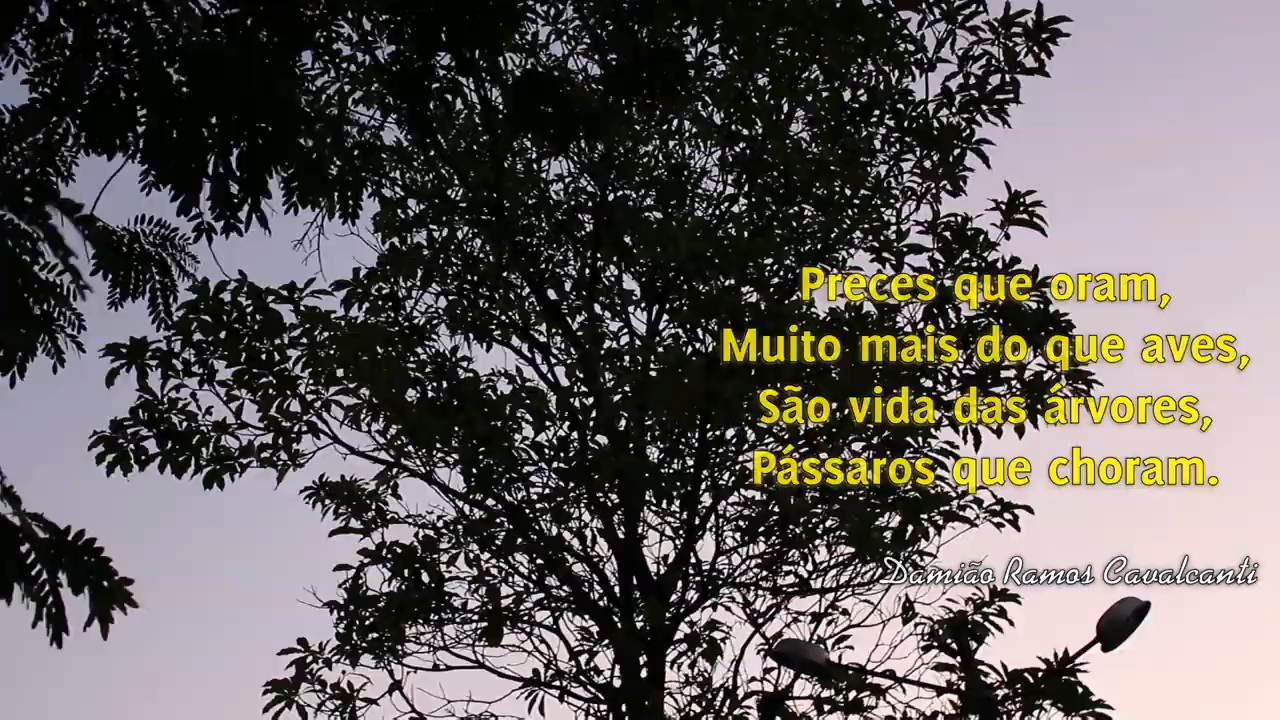 Preces que oram,
Muito mais do que aves,
São vida das árvores,
Pássaros que choram.
Damião Ramos Cavalcanti